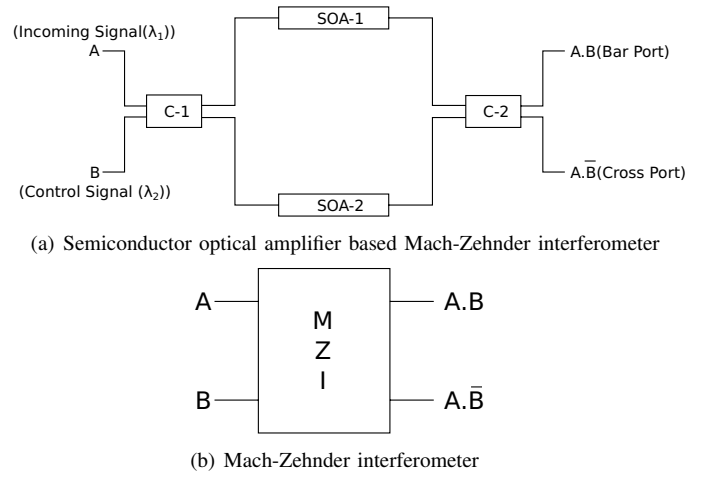 (Incoming Signal(λ₁))
A
SOA-1
A.B(Bar Port)
C-1
C-2
B
(Control Signal (λ₂))
A.B̅(Cross Port)
SOA-2
(a) Semiconductor optical amplifier based Mach-Zehnder interferometer
A
M
Z
I
A.B
B
A.B̅
(b) Mach-Zehnder interferometer